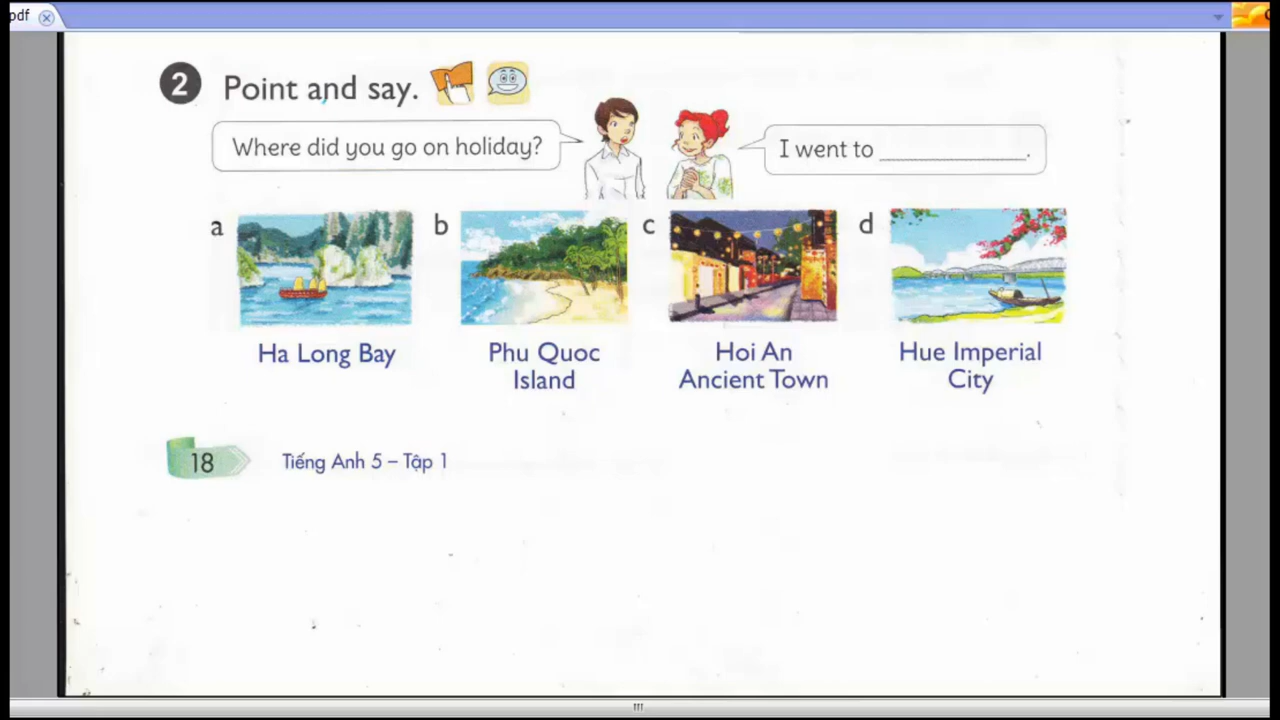 pdf
2 Point and say.
Where did you go on holiday?
I went to ______________.
a
b
c
d
Ha Long Bay
Phu Quoc
Island
Hoi An
Ancient Town
Hue Imperial
City
18
Tiếng Anh 5 – Tập 1